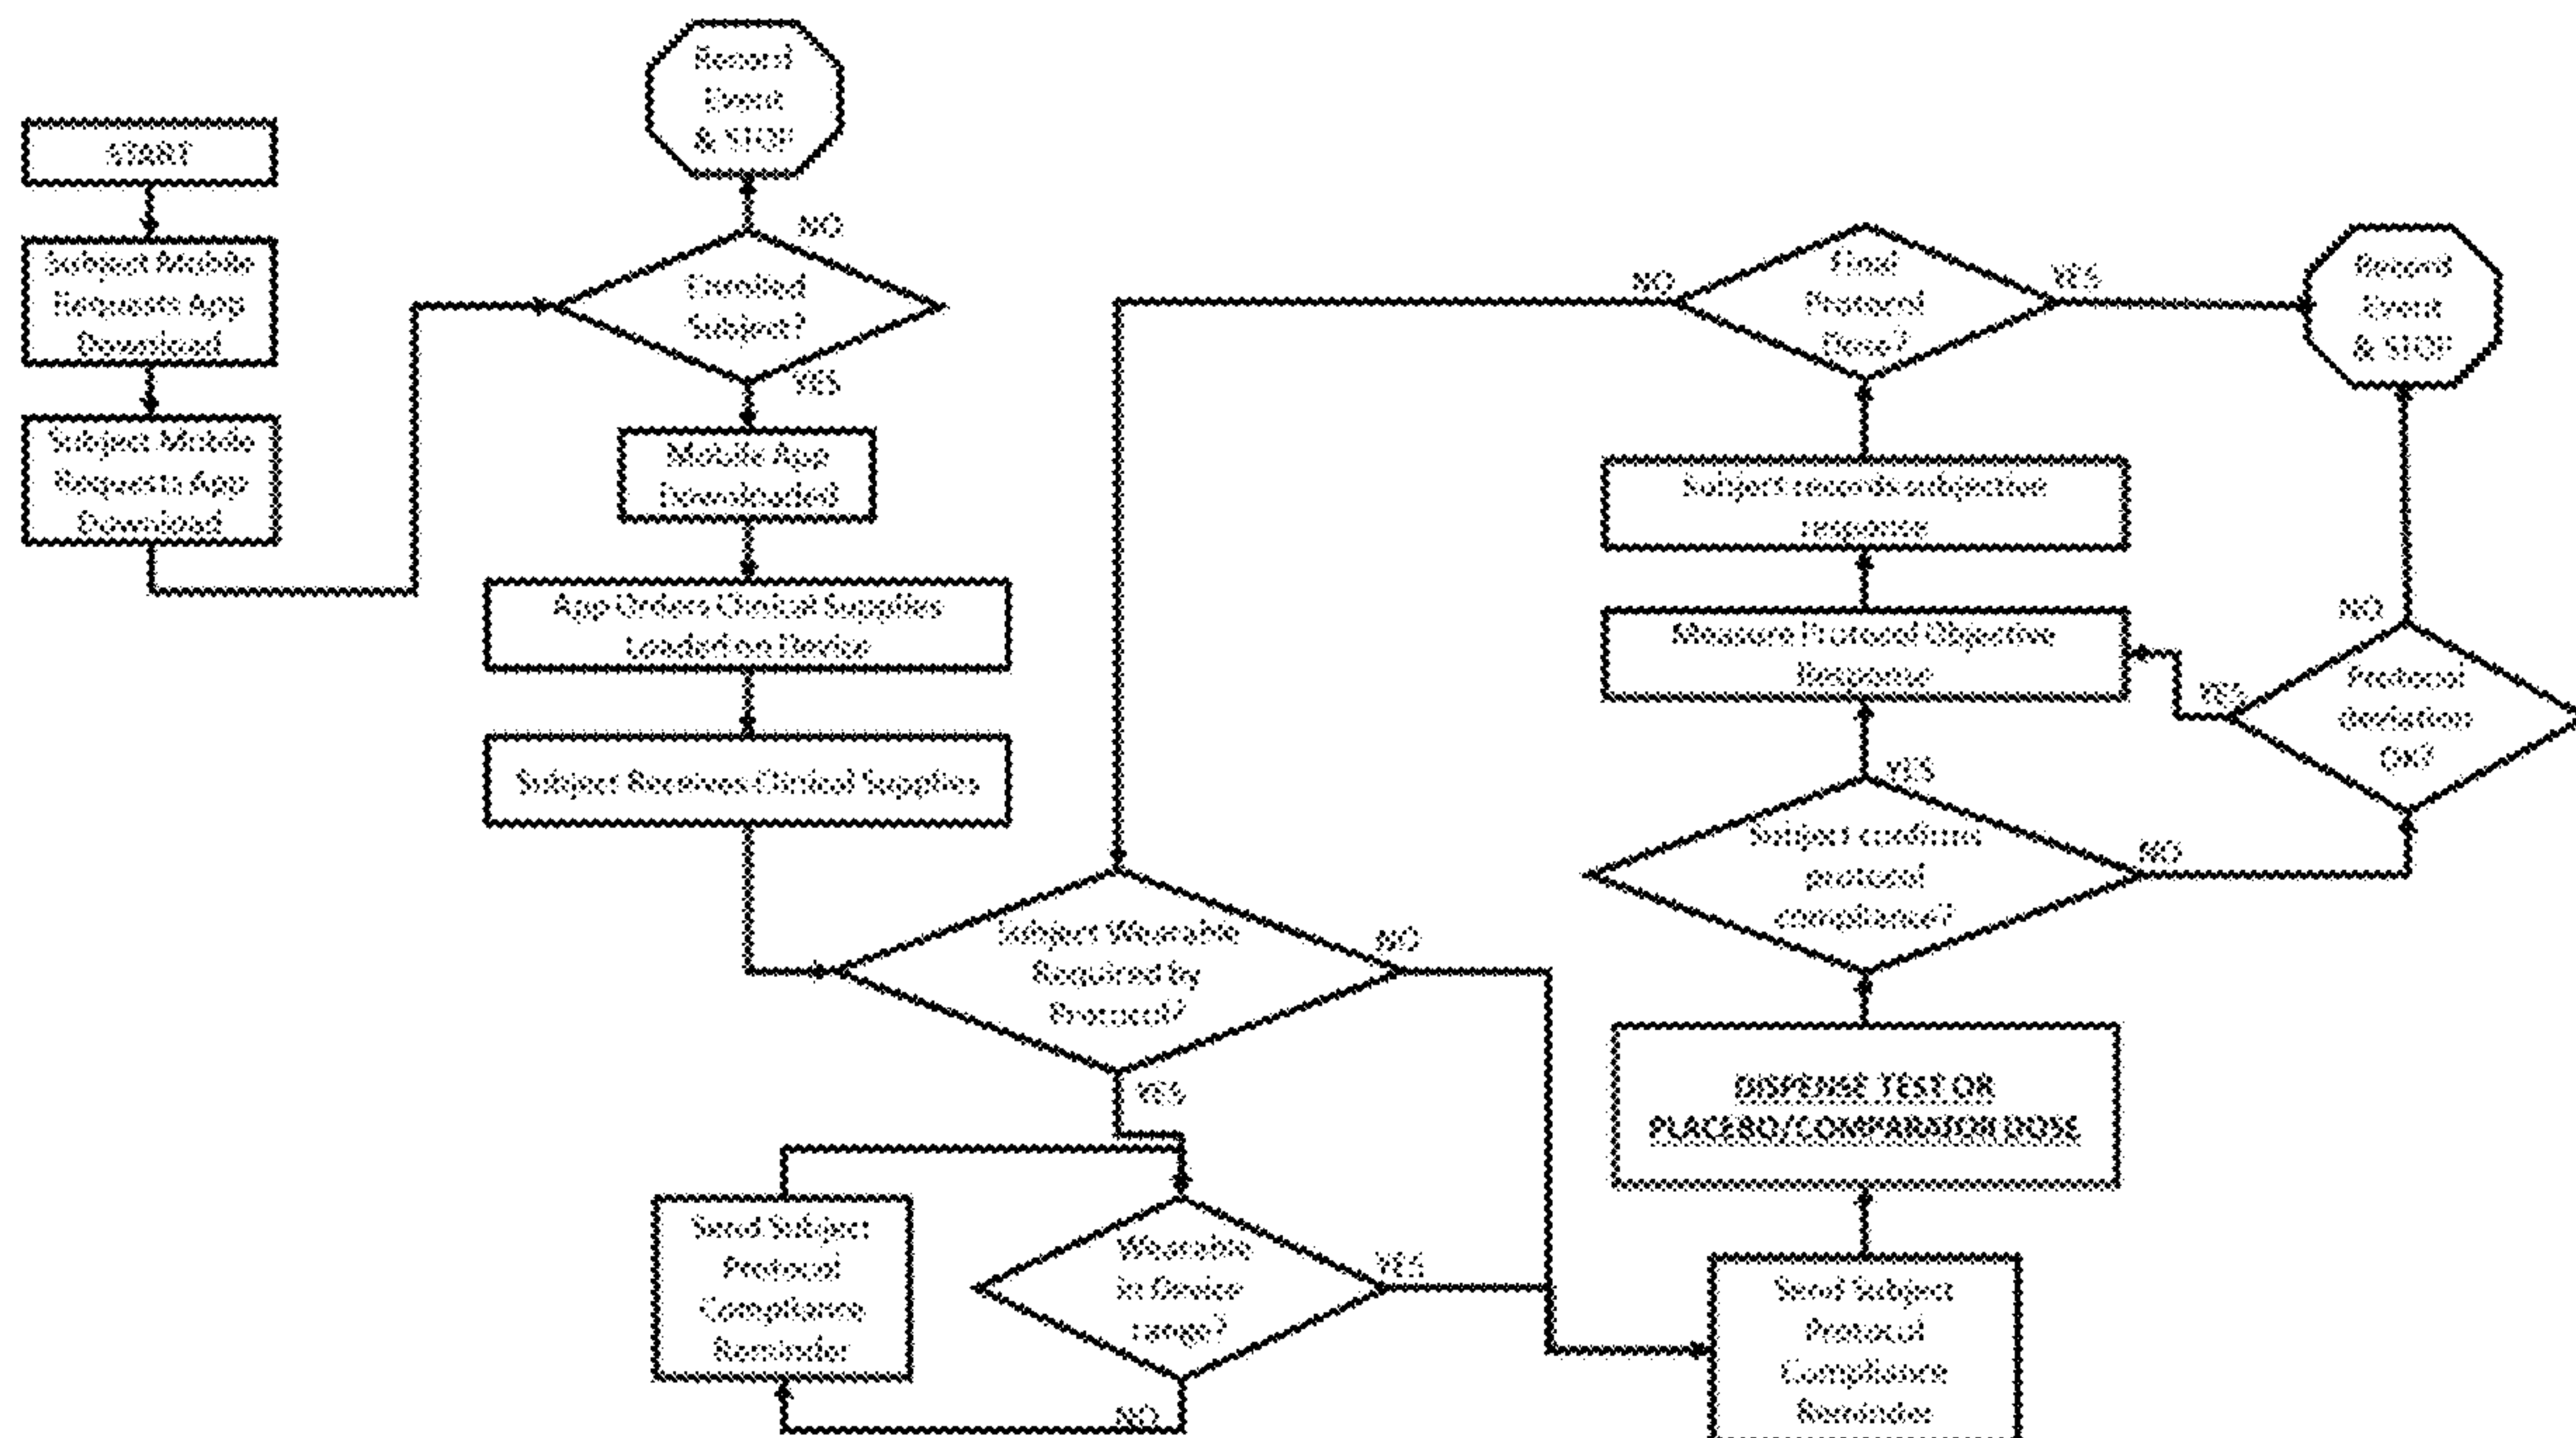 START
Subject Mobile
Requests App
Download
Subject Mobile
Requests App
Download
Record
Event
& STOP
NO
Enrolled
Subject?
YES
Mobile App
Downloaded
App Orders Clinical Supplies
Loaded on Device
Subject Receives Clinical Supplies
Subject Wearable
Required by
Protocol?
NO
YES
Send Subject
Protocol
Compliance
Reminder
Wearable
in Device
range?
YES
NO
Send Subject
Protocol
Compliance
Reminder
DISPENSE TEST OR
PLACEBO/COMPARATOR DOSE
Subject confirms
protocol
compliance?
YES
NO
Protocol
deviation
OK?
YES
NO
Measure Protocol Objective
Response
Subject records subjective
response
Final
Protocol
Dose?
NO
YES
Record
Event
& STOP